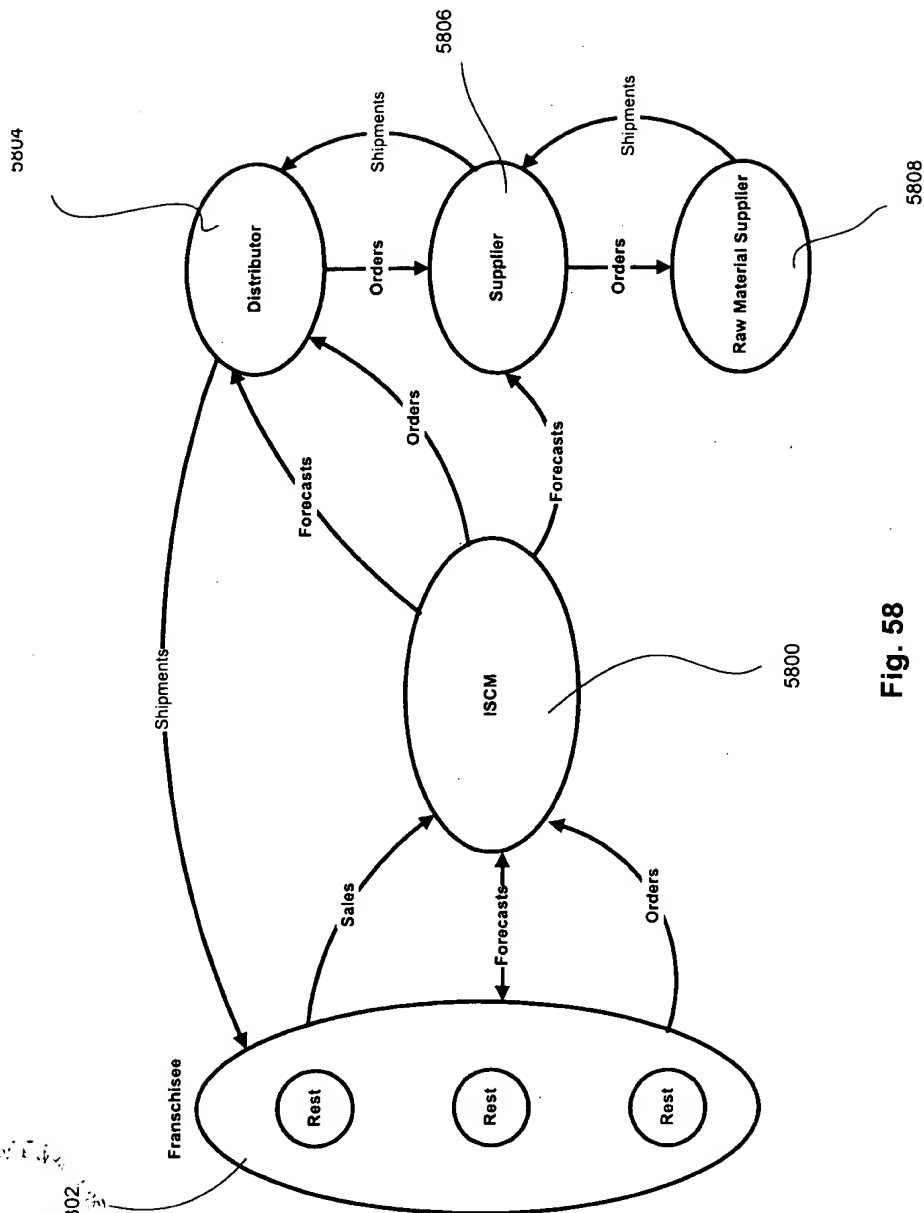 5804
802
Shipments
Franschisee
Distributor
Forecasts
Rest
Sales
Orders
Orders
Shipments
5806
Rest
Forecasts
ISCM
Supplier
Forecasts
Orders
Shipments
Rest
Orders
Raw Material Supplier
5800
5808
Fig. 58